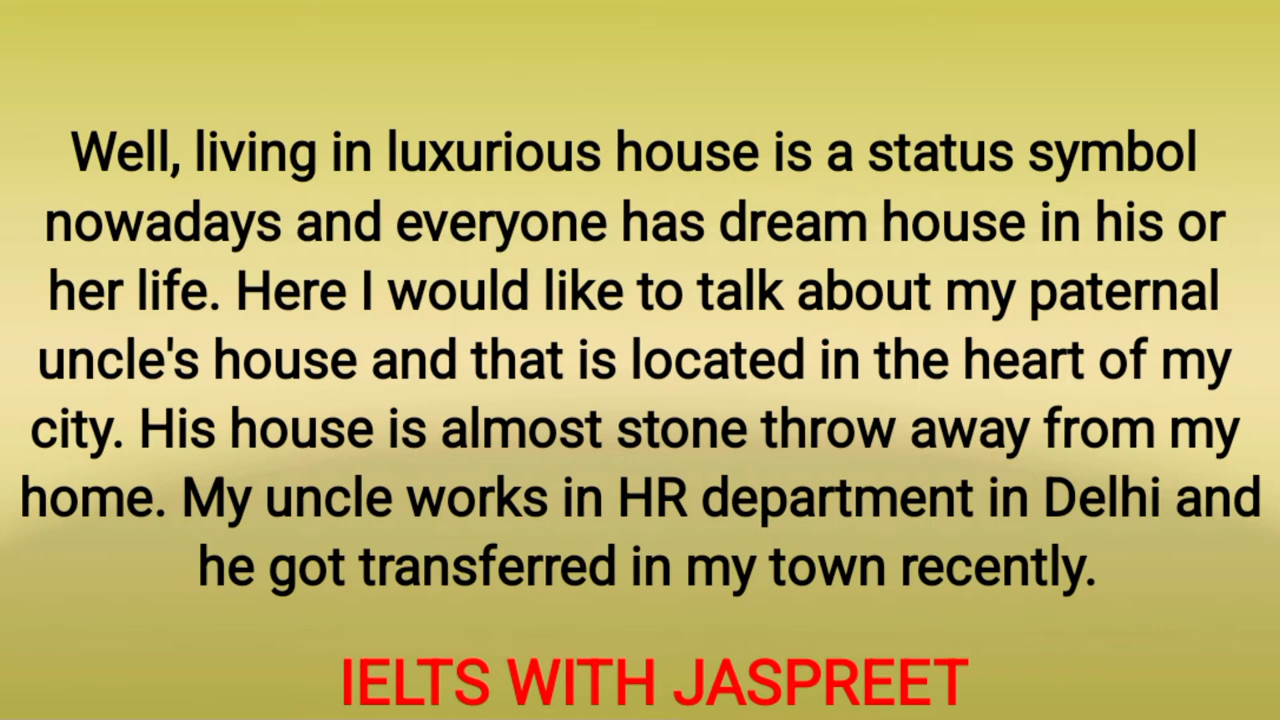 Well, living in luxurious house is a status symbol
nowadays and everyone has dream house in his or
her life. Here I would like to talk about my paternal
uncle's house and that is located in the heart of my
city. His house is almost stone throw away from my
home. My uncle works in HR department in Delhi and
he got transferred in my town recently.
IELTS WITH JASPREET